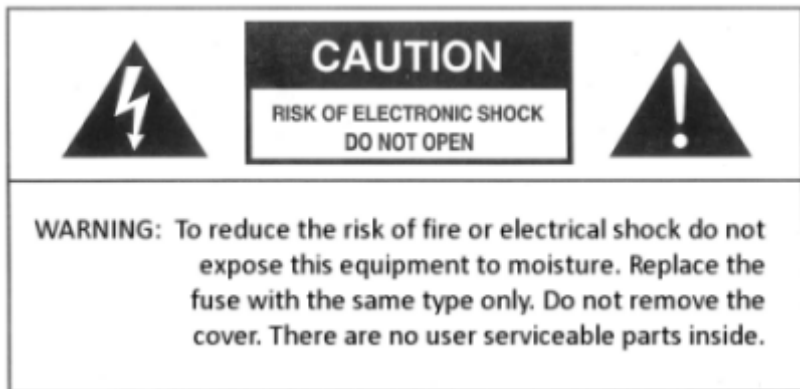 CAUTION
RISK OF ELECTRONIC SHOCK
DO NOT OPEN
WARNING: To reduce the risk of fire or electrical shock do not
expose this equipment to moisture. Replace the
fuse with the same type only. Do not remove the
cover. There are no user serviceable parts inside.